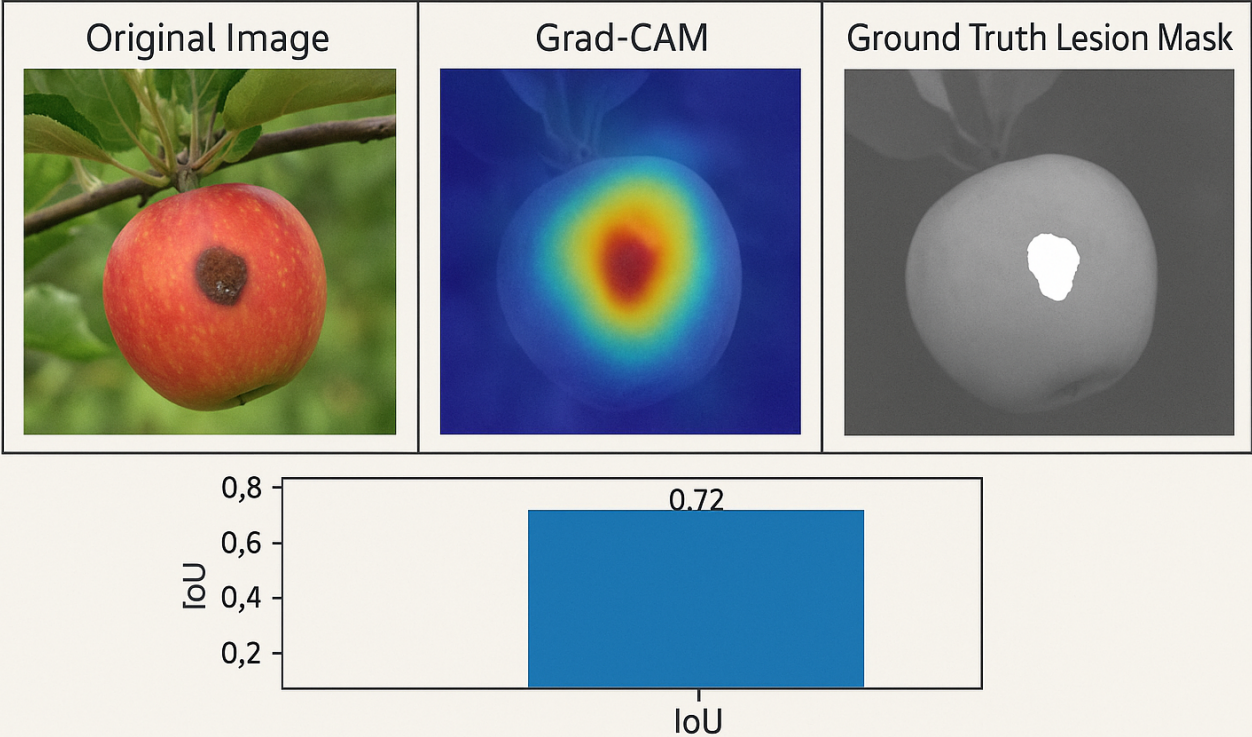 Original Image
Grad-CAM
Ground Truth Lesion Mask
0,8
0.72
0,6
IoU
0,4
0,2
IoU